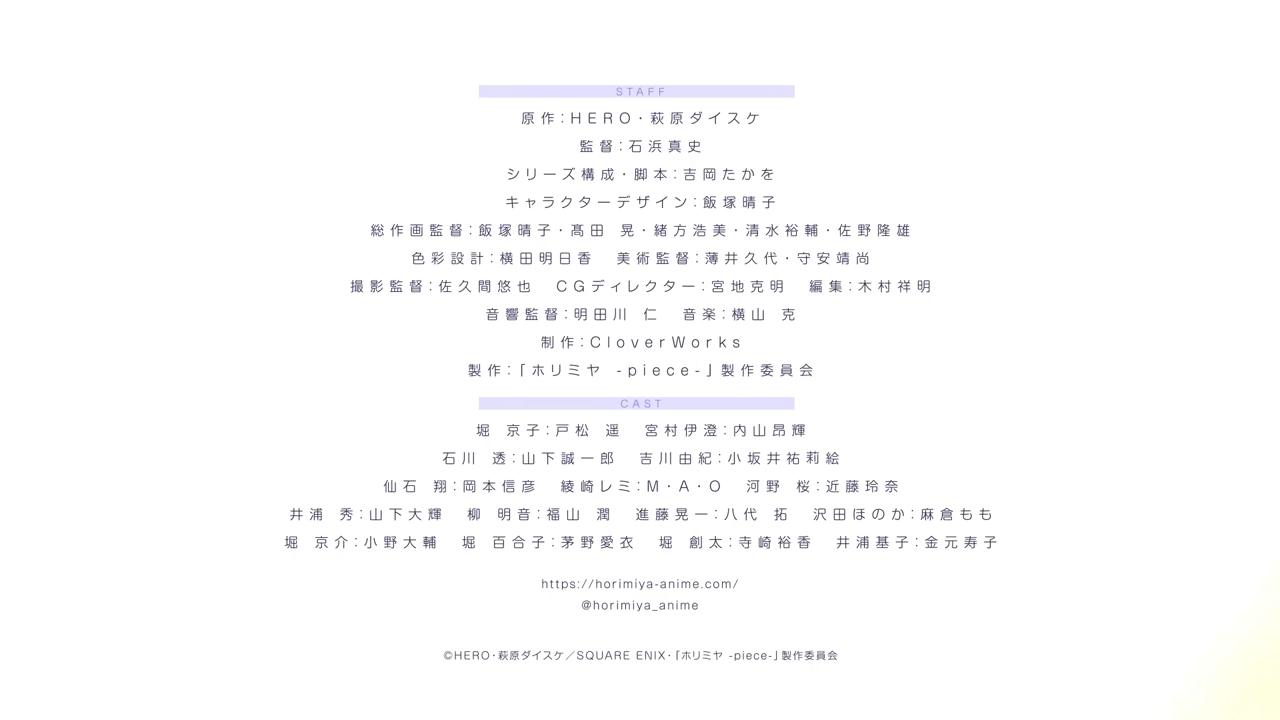 STAFF
原作：HERO・萩原ダイスケ
監督：石浜真史
シリーズ構成・脚本：吉岡たかを
キャラクターデザイン：飯塚晴子
総作画監督：飯塚晴子・髙田 晃・緒方浩美・清水裕輔・佐野隆雄
色彩設計：横田明日香 美術監督：薄井久代・守安靖尚
撮影監督：佐久間悠也 CGディレクター：宮地克明 編集：木村祥明
音響監督：明田川 仁 音楽：横山 克
制作：CloverWorks
製作：「ホリミヤ -piece-」製作委員会
CAST
堀 京子：戸松 遥 宮村伊澄：内山昂輝
石川 透：山下誠一郎 吉川由紀：小坂井祐莉絵
仙石 翔：岡本信彦 綾崎レミ：M・A・O 河野 桜：近藤玲奈
井浦 秀：山下大輝 柳 明音：福山 潤 進藤晃一：八代 拓 沢田ほのか：麻倉もも
堀 京介：小野大輔 堀 百合子：茅野愛衣 堀 創太：寺崎裕香 井浦基子：金元寿子
https://horimiya-anime.com/
@horimiya_anime
©HERO・萩原ダイスケ／SQUARE ENIX・「ホリミヤ -piece-」製作委員会